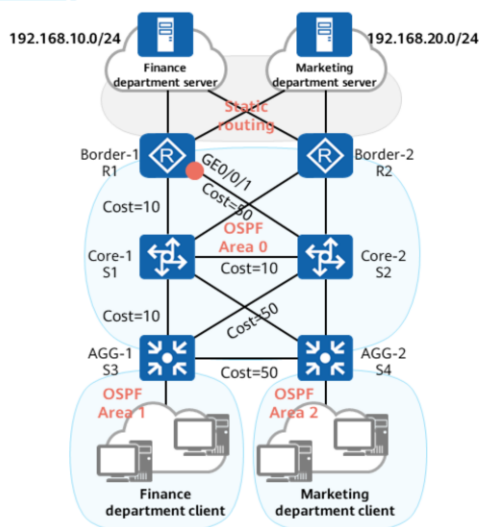 192.168.10.0/24
192.168.20.0/24
Finance
department server
Marketing
department server
Static
routing
Border-1
R1
GE0/0/1
Cost=50
Border-2
R2
Cost=10
OSPF
Area 0
Core-1
S1
Cost=10
Core-2
S2
Cost=10
Cost=50
AGG-1
S3
Cost=50
AGG-2
S4
OSPF
Area 1
OSPF
Area 2
Finance
department client
Marketing
department client